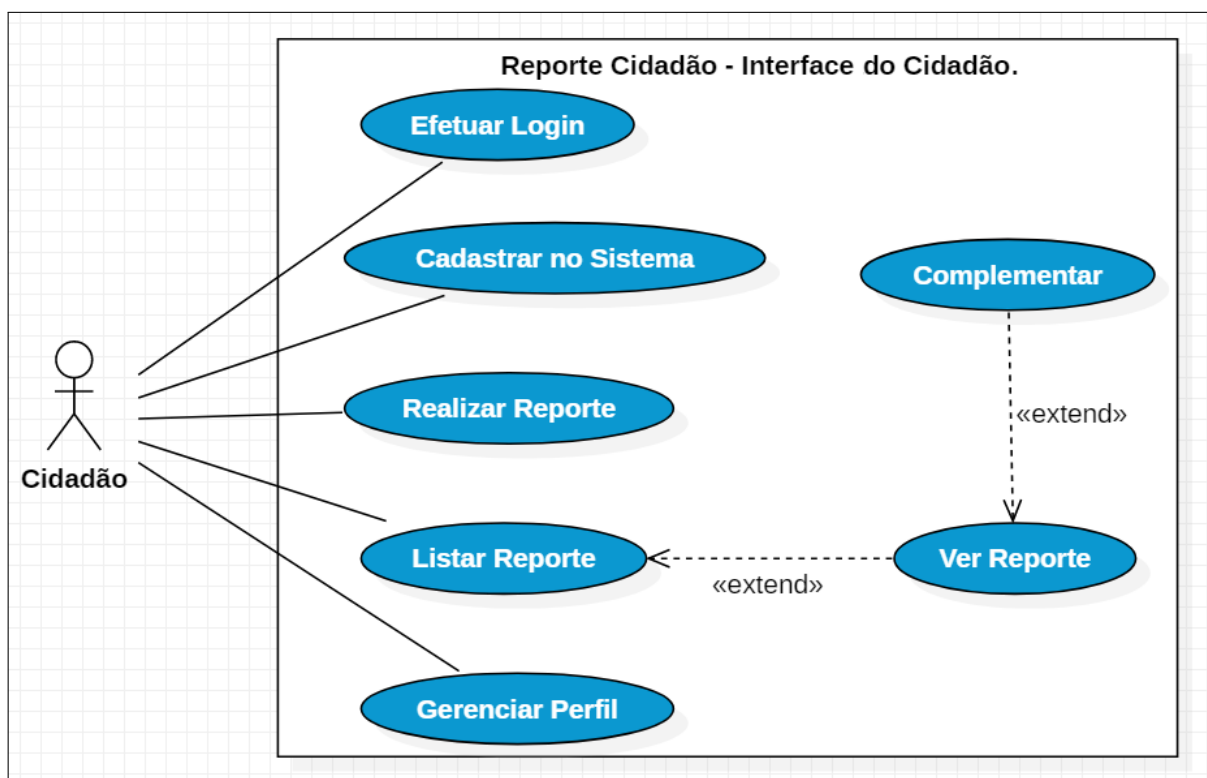 Reporte Cidadão - Interface do Cidadão.
Efetuar Login
Cadastrar no Sistema
Complementar
Realizar Reporte
«extend»
Cidadão
Listar Reporte
Ver Reporte
«extend»
Gerenciar Perfil